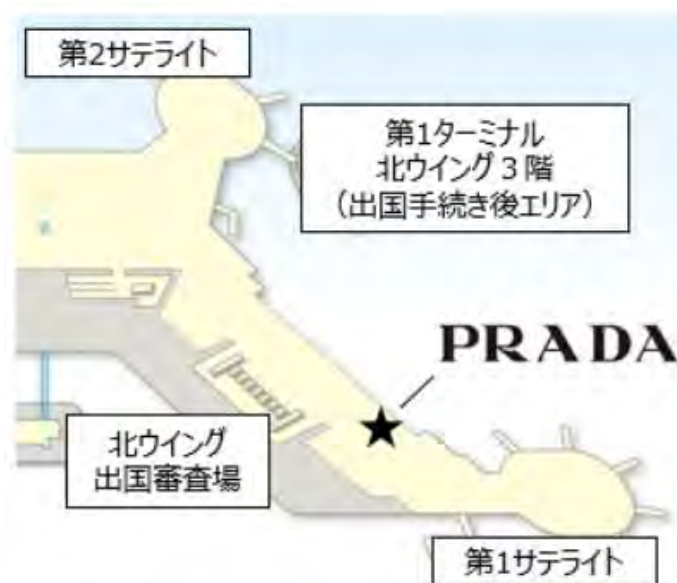 第2サテライト
第1ターミナル
北ウイング３階
（出国手続き後エリア）
PRADA
北ウイング
出国審査場
第1サテライト